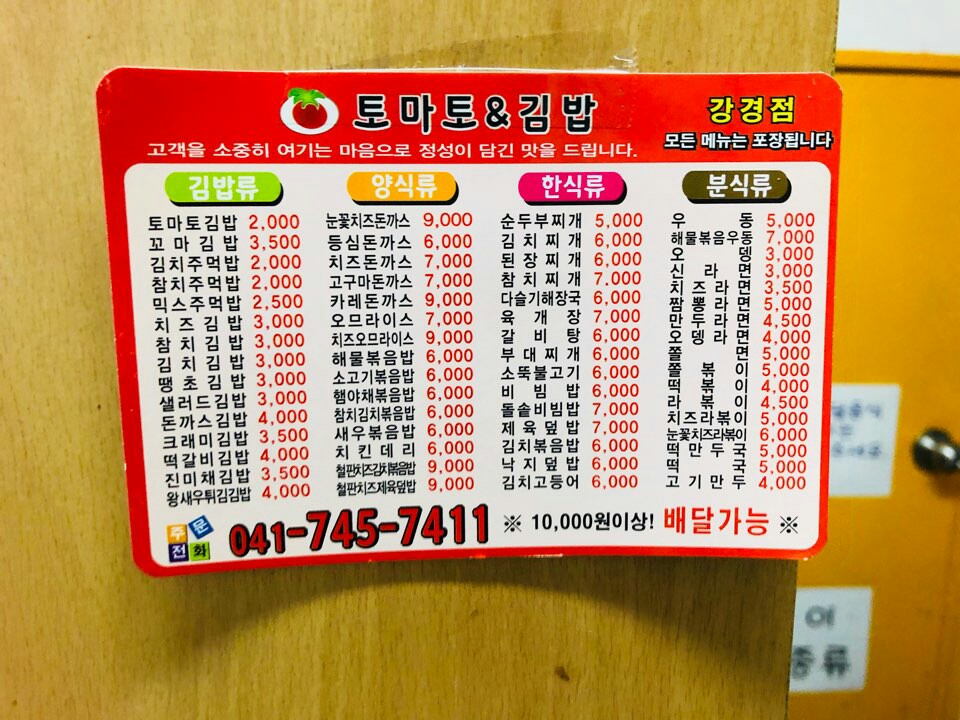 토마토&김밥
강경점
모든 메뉴는 포장됩니다
고객을 소중히 여기는 마음으로 정성이 담긴 맛을 드립니다.
김밥류
토마토김밥 2,000
꼬마김밥 3,500
김치주먹밥 2,000
참치주먹밥 2,000
믹스주먹밥 2,500
치즈김밥 3,000
참치김밥 3,000
김치김밥 3,000
땡초김밥 3,000
샐러드김밥 3,000
돈까스김밥 4,000
크래미김밥 3,500
떡갈비김밥 4,000
진미채김밥 3,500
왕새우튀김김밥 4,000
양식류
눈꽃치즈돈까스 9,000
등심돈까스 6,000
치즈돈까스 7,000
고구마돈까스 7,000
카레돈까스 9,000
오므라이스 7,000
치즈오므라이스 9,000
해물볶음밥 6,000
소고기볶음밥 6,000
햄야채볶음밥 6,000
참치김치볶음밥 6,000
새우볶음밥 6,000
치킨데리 6,000
철판치즈김치볶음밥 9,000
철판치즈제육덮밥 9,000
한식류
순두부찌개 5,000
김치찌개 6,000
된장찌개 6,000
참치찌개 7,000
다슬기해장국 6,000
육개장 7,000
갈비탕 6,000
부대찌개 6,000
소뚝불고기 6,000
비빔밥 6,000
돌솥비빔밥 7,000
제육덮밥 7,000
김치볶음밥 6,000
낙지덮밥 6,000
김치고등어 6,000
분식류
우동 5,000
해물볶음우동 7,000
오뎅 3,000
신라면 3,000
치즈라면 3,500
짬뽕라면 5,000
만두라면 4,500
오뎅라면 4,000
쫄면 5,000
쫄볶이 5,000
떡볶이 4,000
라볶이 4,500
치즈라볶이 5,000
눈꽃치즈라볶이 6,000
떡만두국 5,000
떡국 5,000
고기만두 4,000
주문
전화
041-745-7411
※ 10,000원이상! 배달가능 ※
이
종류